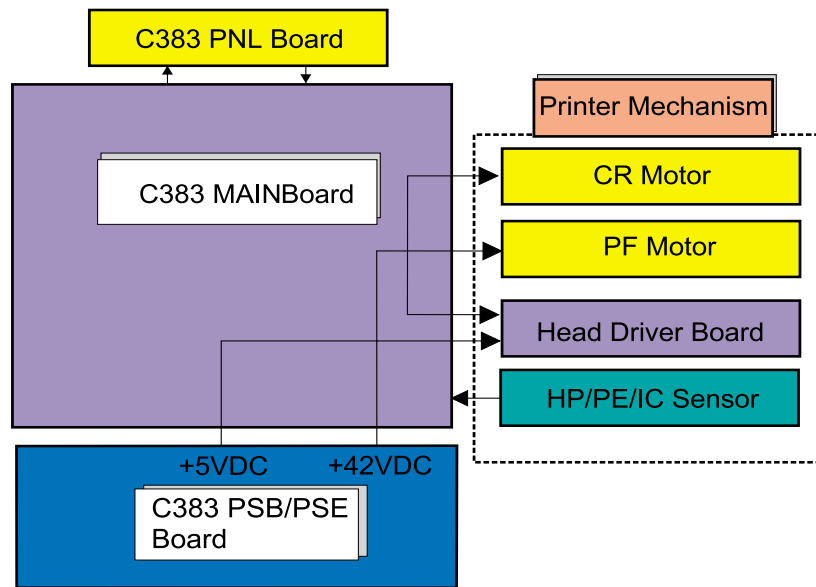 C383 PNL Board
Printer Mechanism
C383 MAINBoard
CR Motor
PF Motor
Head Driver Board
HP/PE/IC Sensor
+5VDC
+42VDC
C383 PSB/PSE
Board